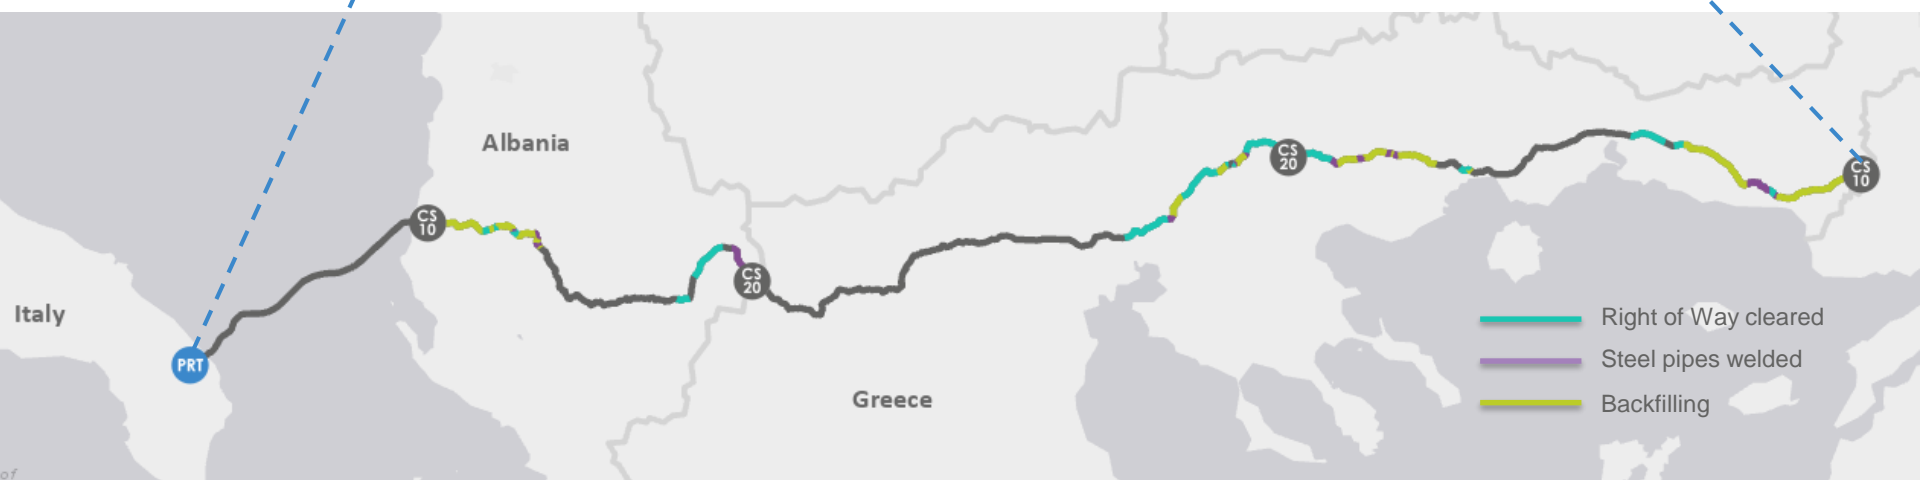 Albania
CS
20
CS
10
CS
10
CS
20
Italy
Right of Way cleared
PRT
Steel pipes welded
Greece
Backfilling
of